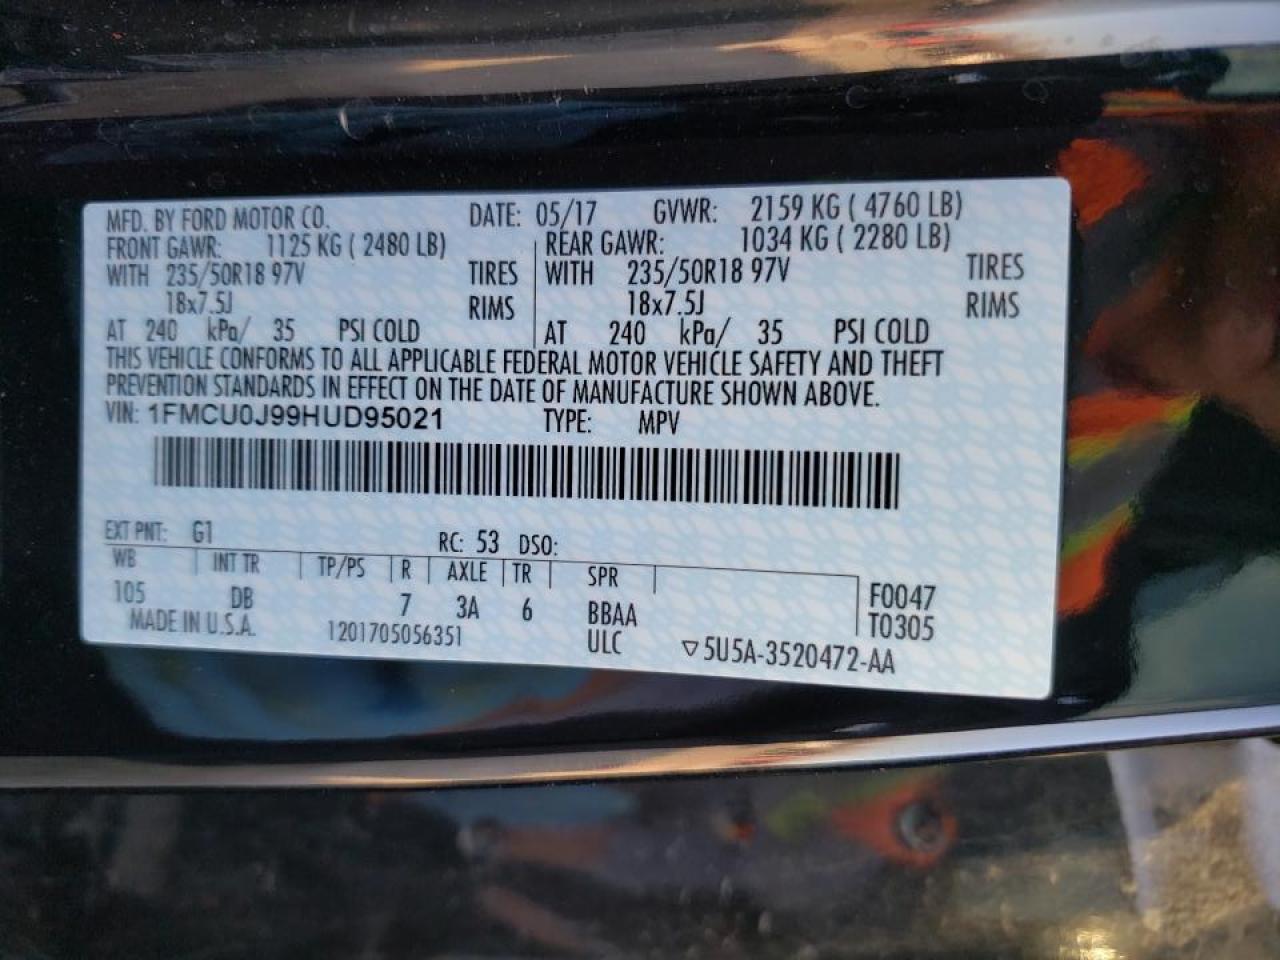 MFD. BY FORD MOTOR CO. DATE: 05/17 GVWR: 2159 KG ( 4760 LB)
FRONT GAWR: 1125 KG ( 2480 LB) REAR GAWR: 1034 KG ( 2280 LB)
WITH 235/50R18 97V TIRES WITH 235/50R18 97V TIRES
18x7.5J RIMS 18x7.5J RIMS
AT 240 kPa/ 35 PSI COLD AT 240 kPa/ 35 PSI COLD
THIS VEHICLE CONFORMS TO ALL APPLICABLE FEDERAL MOTOR VEHICLE SAFETY AND THEFT
PREVENTION STANDARDS IN EFFECT ON THE DATE OF MANUFACTURE SHOWN ABOVE.
VIN: 1FMCU0J99HUD95021 TYPE: MPV
EXT PNT: G1 RC: 53 DSO:
WB INT TR TP/PS R AXLE TR SPR F0047
105 DB 7 3A 6 BBAA T0305
MADE IN U.S.A. 1201705056351 ULC ▽5U5A-3520472-AA